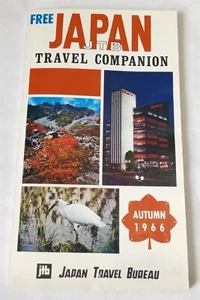 FREE
JAPAN
JTB
TRAVEL COMPANION
AUTUMN
1966
jtb JAPAN TRAVEL BUREAU